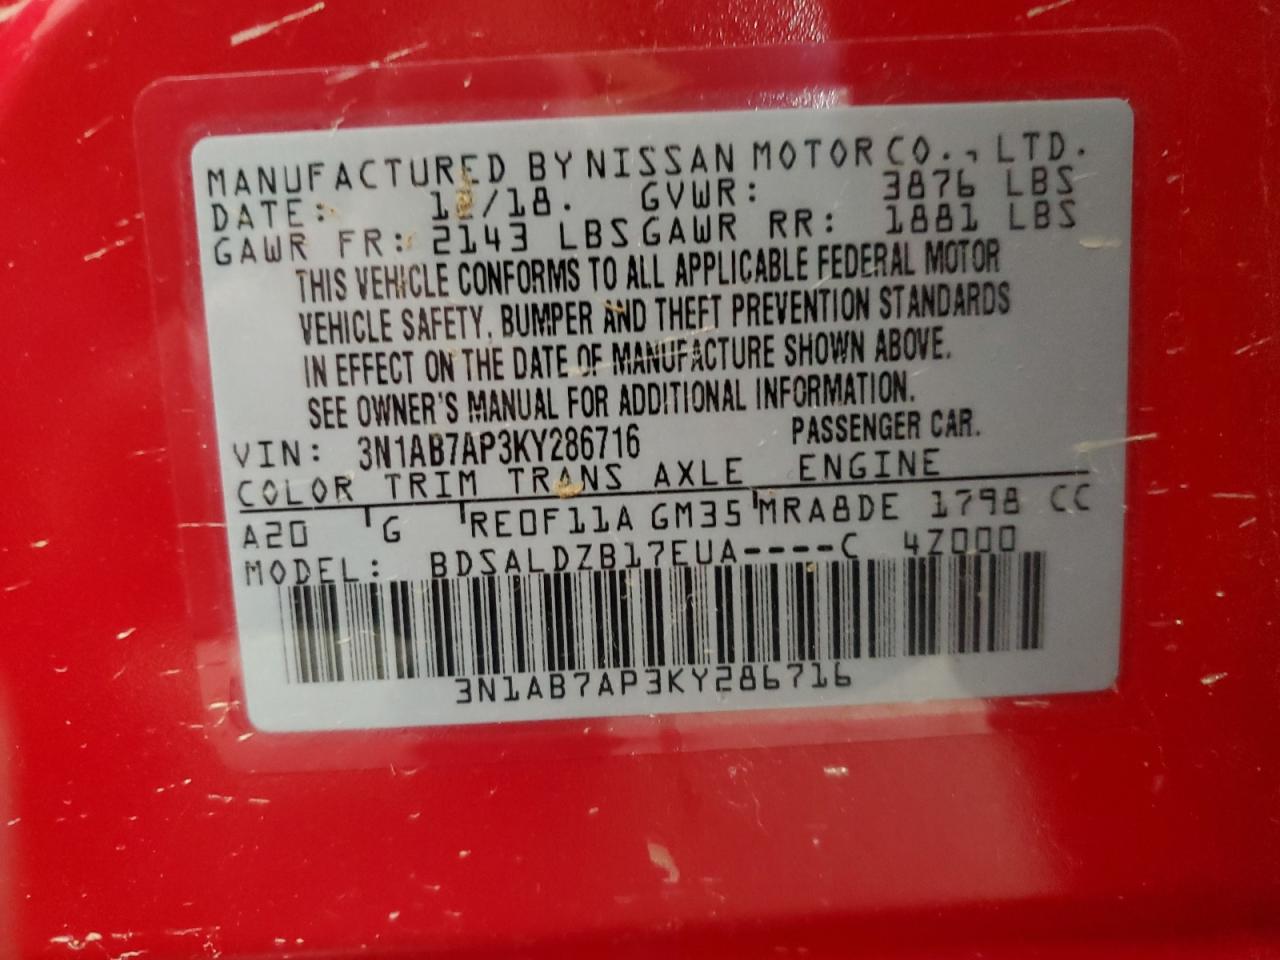 MANUFACTURED BY NISSAN MOTOR CO., LTD.
DATE: 12/18. GVWR: 3876 LBS
GAWR FR: 2143 LBS GAWR RR: 1881 LBS
THIS VEHICLE CONFORMS TO ALL APPLICABLE FEDERAL MOTOR
VEHICLE SAFETY, BUMPER AND THEFT PREVENTION STANDARDS
IN EFFECT ON THE DATE OF MANUFACTURE SHOWN ABOVE.
SEE OWNER'S MANUAL FOR ADDITIONAL INFORMATION.
VIN: 3N1AB7AP3KY286716 PASSENGER CAR.
COLOR TRIM TRANS AXLE ENGINE
A20 G RE0F11A GM35 MRA8DE 1798 CC
MODEL: BDSALDZB17EUA----C 4Z000
3N1AB7AP3KY286716